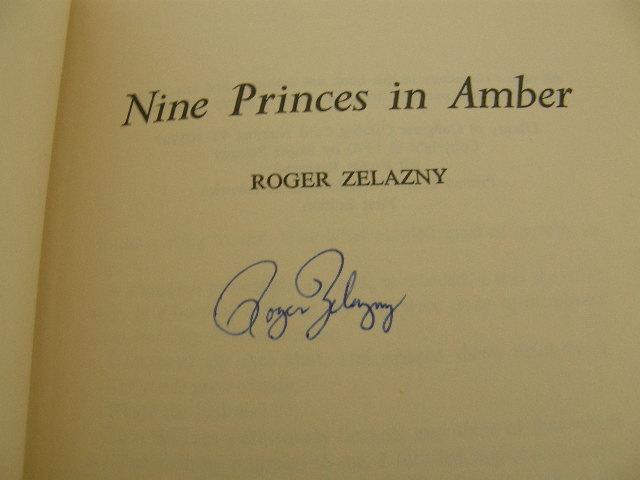 Nine Princes in Amber
ROGER ZELAZNY
Roger Zelazny